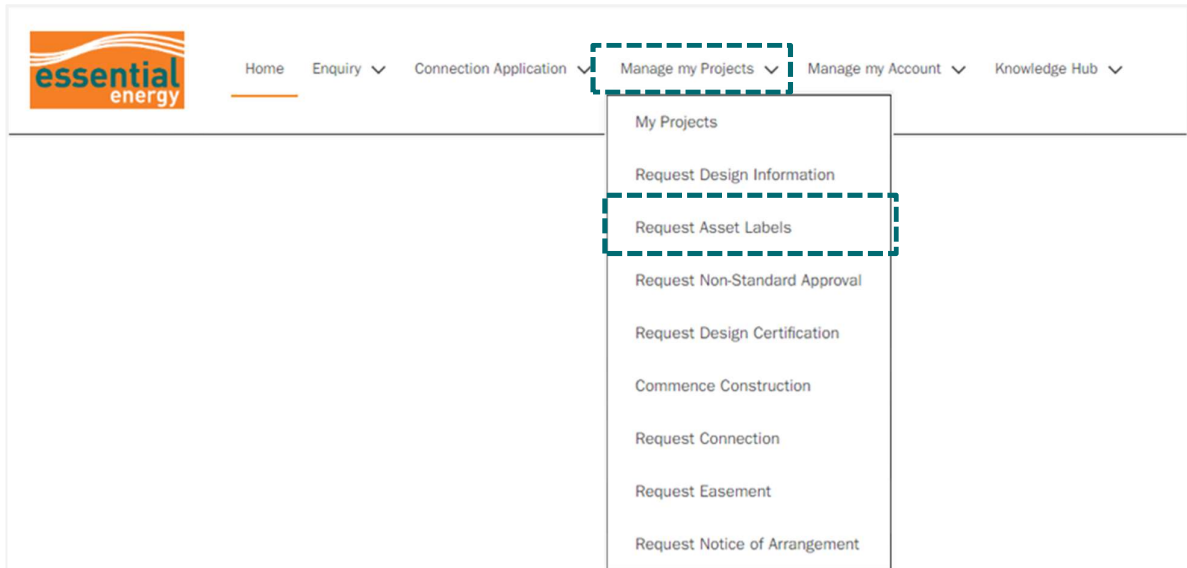 essential
energy
Home Enquiry Connection Application Manage my Projects Manage my Account Knowledge Hub
My Projects
Request Design Information
Request Asset Labels
Request Non-Standard Approval
Request Design Certification
Commence Construction
Request Connection
Request Easement
Request Notice of Arrangement